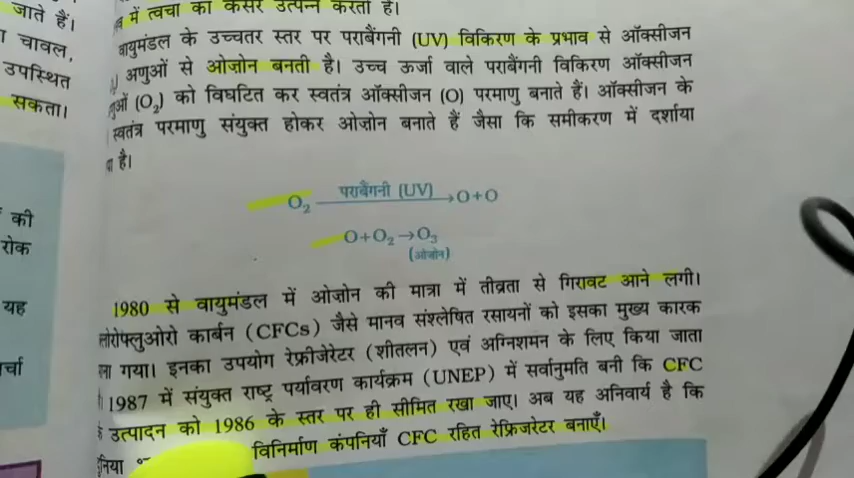 जाते हैं।
चावल,
उपस्थित
सकता।
की
रोक
यह
में त्वचा का कैंसर उत्पन्न करता है।
वायुमंडल के उच्चतर स्तर पर पराबैंगनी (UV) विकिरण के प्रभाव से ऑक्सीजन
अणुओं से ओज़ोन बनती है। उच्च ऊर्जा वाले पराबैंगनी विकिरण ऑक्सीजन
(O₂) को विघटित कर स्वतंत्र ऑक्सीजन (O) परमाणु बनाते हैं। ऑक्सीजन के
स्वतंत्र परमाणु संयुक्त होकर ओज़ोन बनाते हैं जैसा कि समीकरण में दर्शाया
है।
O₂ पराबैंगनी (UV) → O+O
O+O₂→O₃
(ओज़ोन)
1980 से वायुमंडल में ओज़ोन की मात्रा में तीव्रता से गिरावट आने लगी।
कार्बन (CFCs) जैसे मानव संश्लेषित रसायनों को इसका मुख्य कारक
गया। इनका उपयोग रेफ्रीजेरेटर (शीतलन) एवं अग्निशमन के लिए किया जाता
1987 में संयुक्त राष्ट्र पर्यावरण कार्यक्रम (UNEP) में सर्वानुमति बनी कि CFC
उत्पादन को 1986 के स्तर पर ही सीमित रखा जाए। अब यह अनिवार्य है कि
विनिर्माण कंपनियाँ CFC रहित रेफ्रिजरेटर बनाएँ।